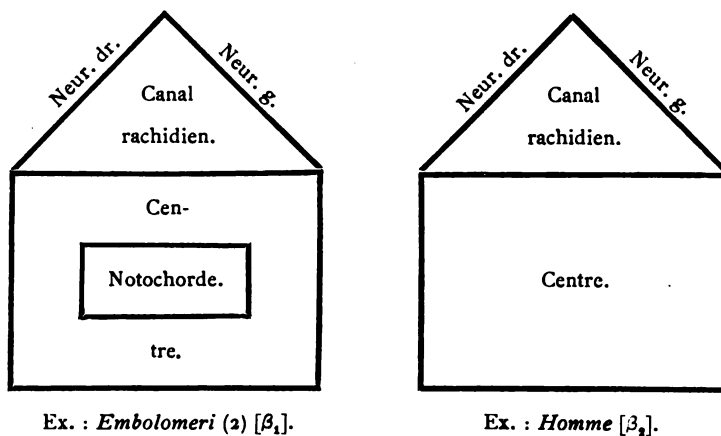 Neur. dr.
Neur. g.
Canal
rachidien.
Cen-
Notochorde.
tre.
Ex. : Embolomeri (2) [β₁].
Neur. dr.
Neur. g.
Canal
rachidien.
Centre.
Ex. : Homme [β₂].